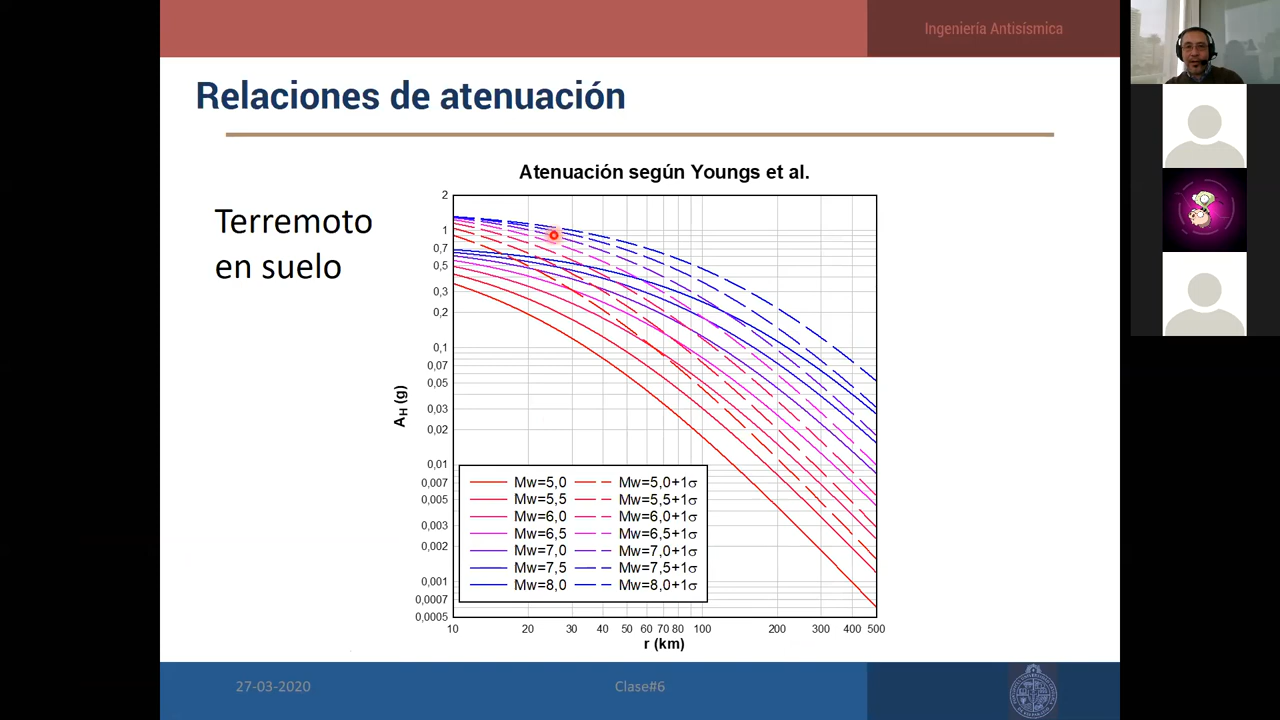 Ingeniería Antisísmica
Relaciones de atenuación
Terremoto
en suelo
Atenuación según Youngs et al.
2
1
0,7
0,5
0,3
0,2
0,1
0,07
0,05
0,03
0,02
0,01
0,007
0,005
0,003
0,002
0,001
0,0007
0,0005
A_H (g)
Mw=5,0 Mw=5,0+1σ
Mw=5,5 Mw=5,5+1σ
Mw=6,0 Mw=6,0+1σ
Mw=6,5 Mw=6,5+1σ
Mw=7,0 Mw=7,0+1σ
Mw=7,5 Mw=7,5+1σ
Mw=8,0 Mw=8,0+1σ
10 20 30 40 50 60 70 80 100 200 300 400 500
r (km)
27-03-2020 Clase#6